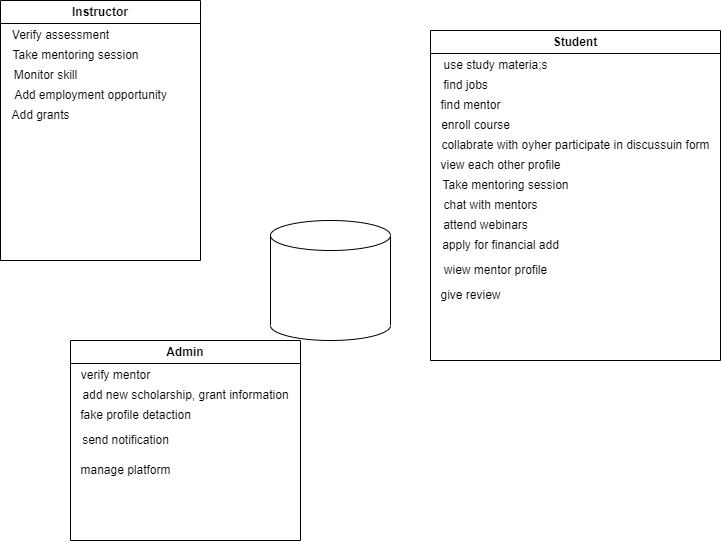 Instructor
Verify assessment
Take mentoring session
Monitor skill
Add employment opportunity
Add grants
Student
use study materia;s
find jobs
find mentor
enroll course
collabrate with oyher participate in discussuin form
view each other profile
Take mentoring session
chat with mentors
attend webinars
apply for financial add
wiew mentor profile
give review
Admin
verify mentor
add new scholarship, grant information
fake profile detaction
send notification
manage platform